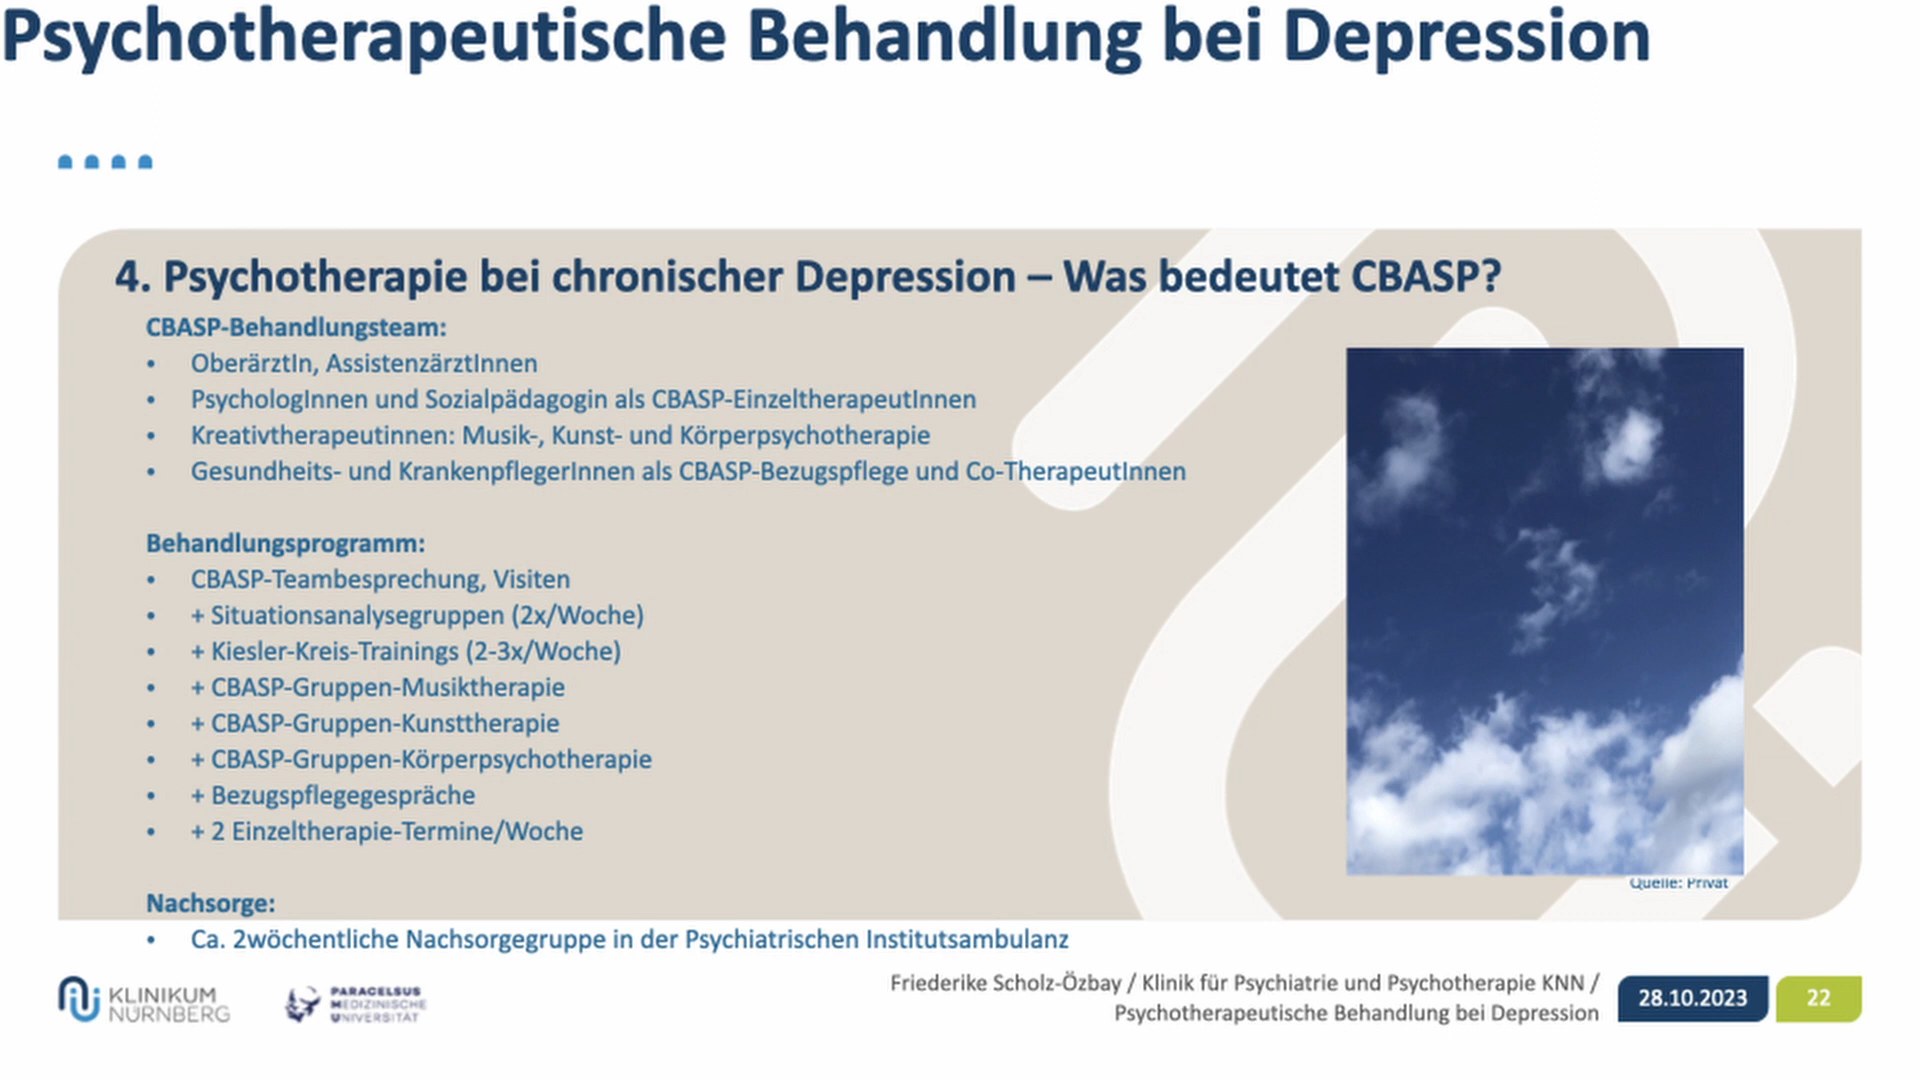 Psychotherapeutische Behandlung bei Depression
4. Psychotherapie bei chronischer Depression – Was bedeutet CBASP?
CBASP-Behandlungsteam:
• OberärztIn, AssistenzärztInnen
• PsychologInnen und Sozialpädagogin als CBASP-EinzeltherapeutInnen
• Kreativtherapeutinnen: Musik-, Kunst- und Körperpsychotherapie
• Gesundheits- und KrankenpflegerInnen als CBASP-Bezugspflege und Co-TherapeutInnen
Behandlungsprogramm:
• CBASP-Teambesprechung, Visiten
• + Situationsanalysegruppen (2x/Woche)
• + Kiesler-Kreis-Trainings (2-3x/Woche)
• + CBASP-Gruppen-Musiktherapie
• + CBASP-Gruppen-Kunsttherapie
• + CBASP-Gruppen-Körperpsychotherapie
• + Bezugspflegegespräche
• + 2 Einzeltherapie-Termine/Woche
Quelle: Privat
Nachsorge:
• Ca. 2wöchentliche Nachsorgegruppe in der Psychiatrischen Institutsambulanz
KLINIKUM
NÜRNBERG
PARACELSUS
MEDIZINISCHE
UNIVERSITÄT
Friederike Scholz-Özbay / Klinik für Psychiatrie und Psychotherapie KNN /
Psychotherapeutische Behandlung bei Depression
28.10.2023
22